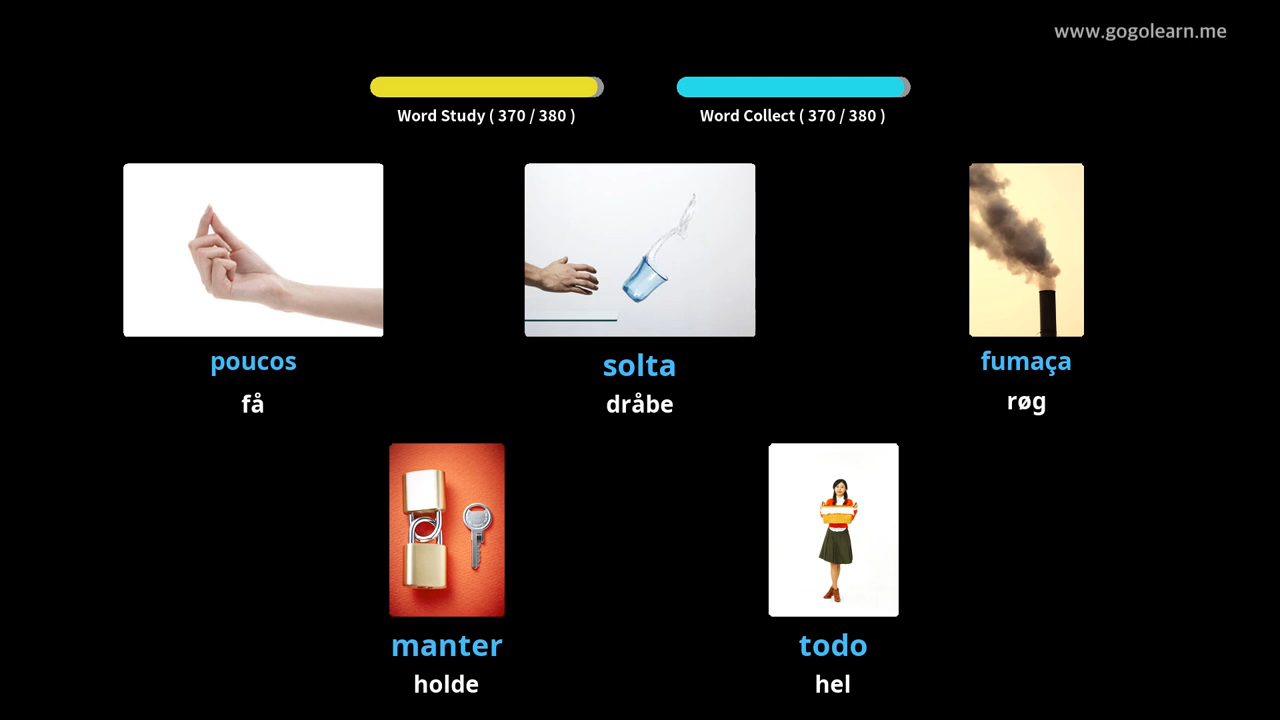 www.gogolearn.me
Word Study ( 370 / 380 )
Word Collect ( 370 / 380 )
poucos
få
solta
dråbe
fumaça
røg
manter
holde
todo
hel